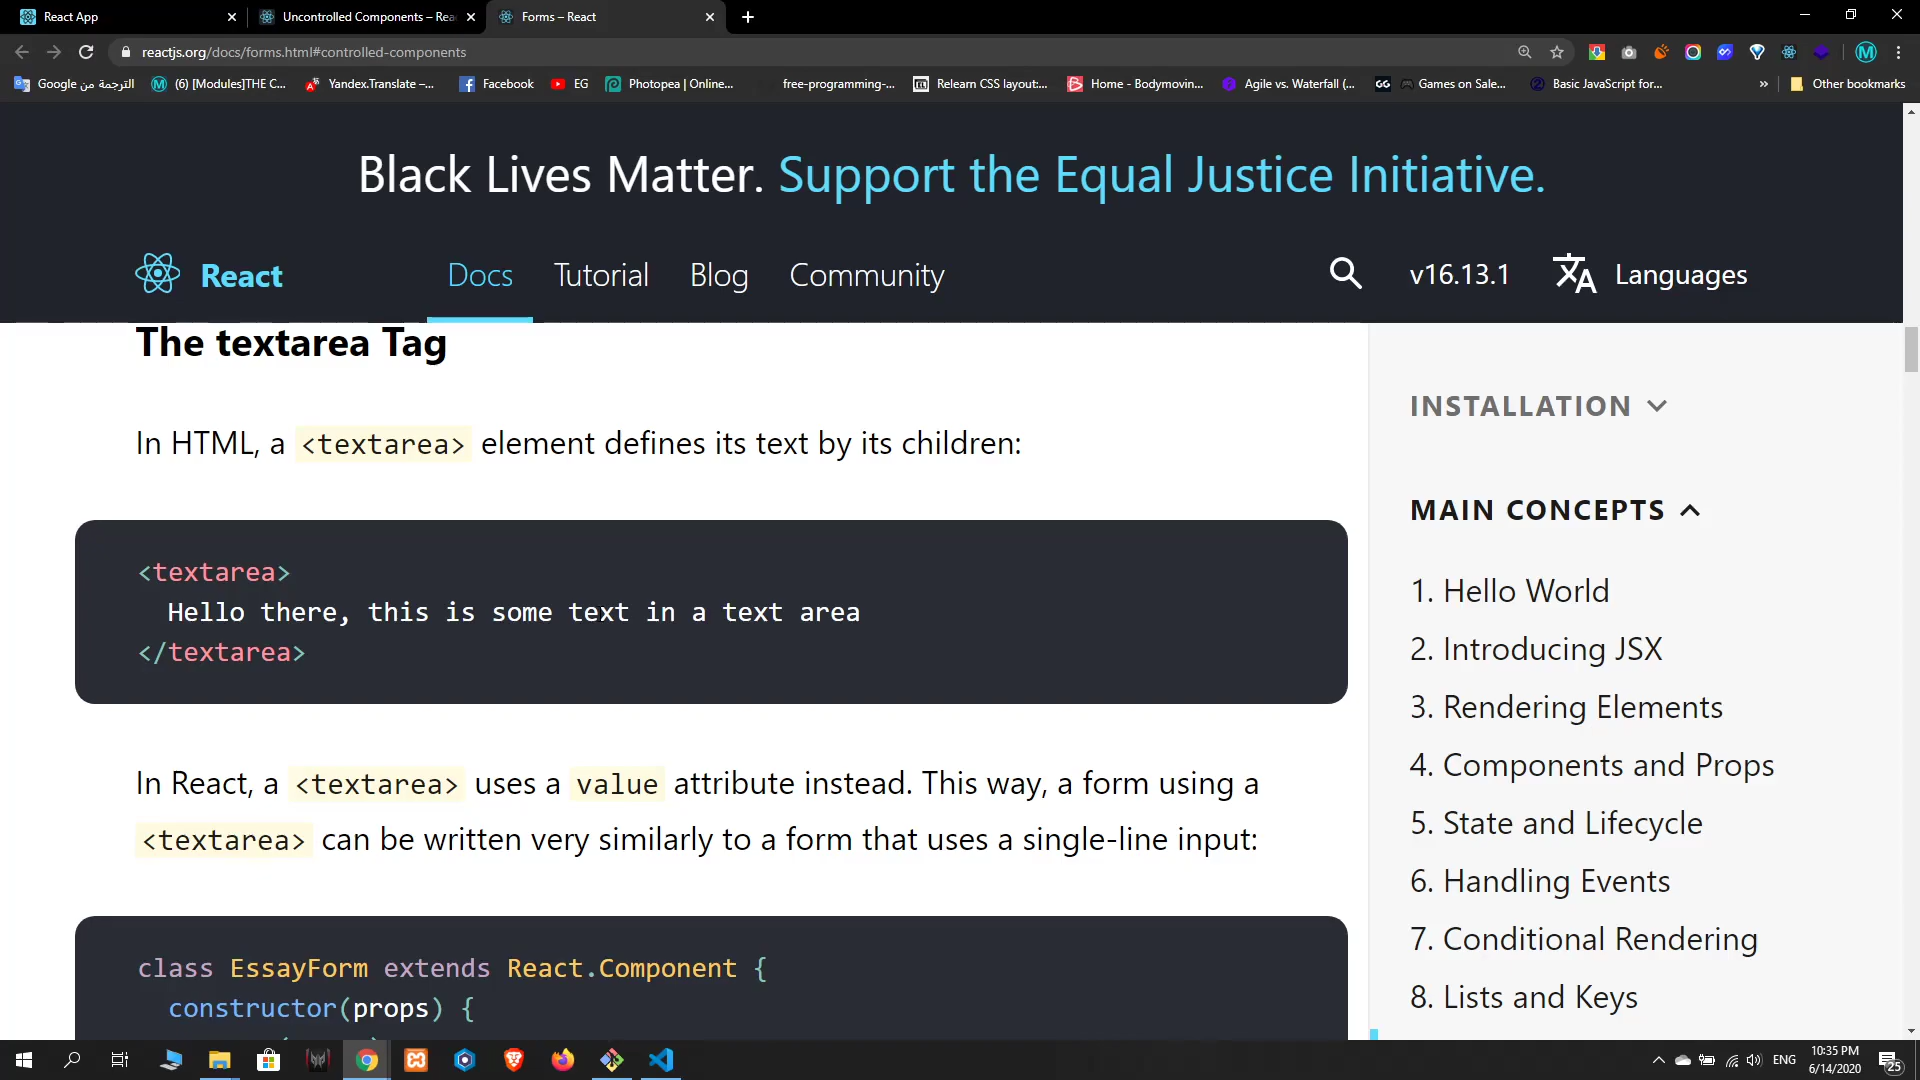 React App
Uncontrolled Components – Rea
Forms – React
reactjs.org/docs/forms.html#controlled-components
الترجمة من Google
(6) [Modules]THE C...
Yandex.Translate –...
Facebook
EG
Photopea | Online...
free-programming-...
Relearn CSS layout:...
Home - Bodymovin...
Agile vs. Waterfall (...
Games on Sale...
Basic JavaScript for...
»
Other bookmarks
Black Lives Matter. Support the Equal Justice Initiative.
React
Docs
Tutorial
Blog
Community
v16.13.1
Languages
The textarea Tag
In HTML, a <textarea> element defines its text by its children:
<textarea>
Hello there, this is some text in a text area
</textarea>
In React, a <textarea> uses a value attribute instead. This way, a form using a
<textarea> can be written very similarly to a form that uses a single-line input:
class EssayForm extends React.Component {
constructor(props) {
INSTALLATION
MAIN CONCEPTS
1. Hello World
2. Introducing JSX
3. Rendering Elements
4. Components and Props
5. State and Lifecycle
6. Handling Events
7. Conditional Rendering
8. Lists and Keys
ENG
10:35 PM
6/14/2020
25